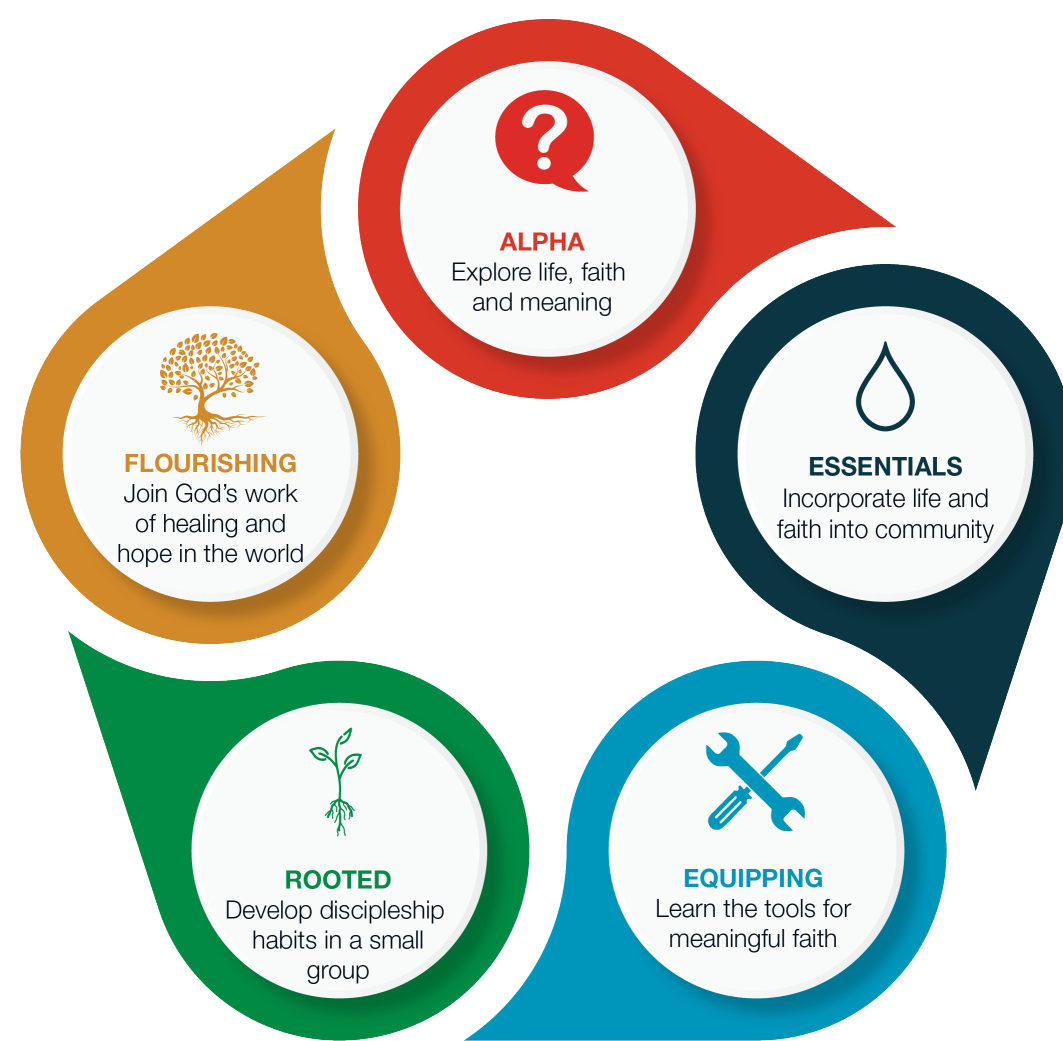 ?
ALPHA
Explore life, faith
and meaning
ESSENTIALS
Incorporate life and
faith into community
EQUIPPING
Learn the tools for
meaningful faith
ROOTED
Develop discipleship
habits in a small
group
FLOURISHING
Join God’s work
of healing and
hope in the world